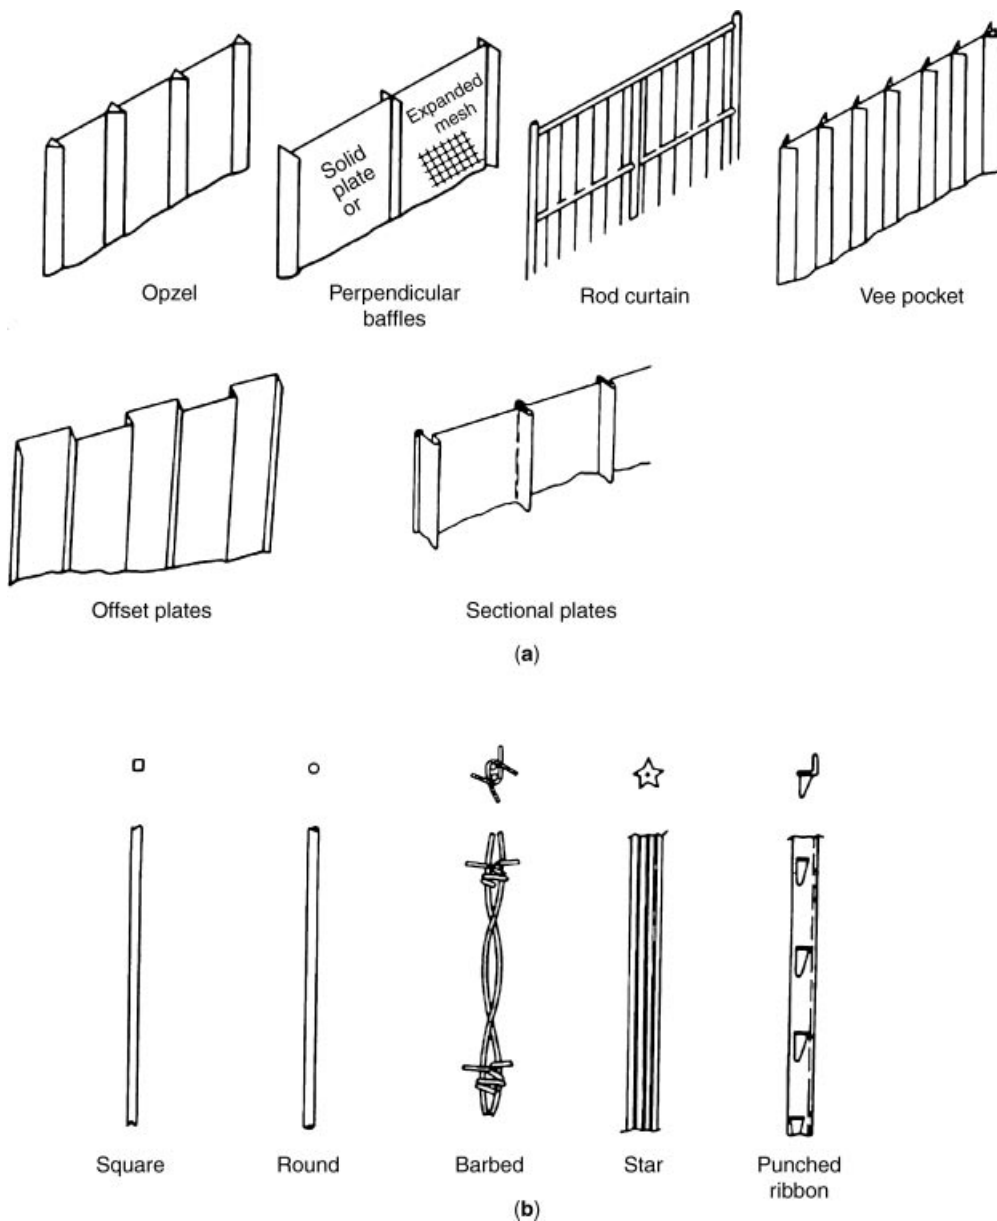 Solid
plate
or
Expanded
mesh
Opzel
Perpendicular
baffles
Rod curtain
Vee pocket
Offset plates
Sectional plates
(a)
Square
Round
Barbed
Star
Punched
ribbon
(b)